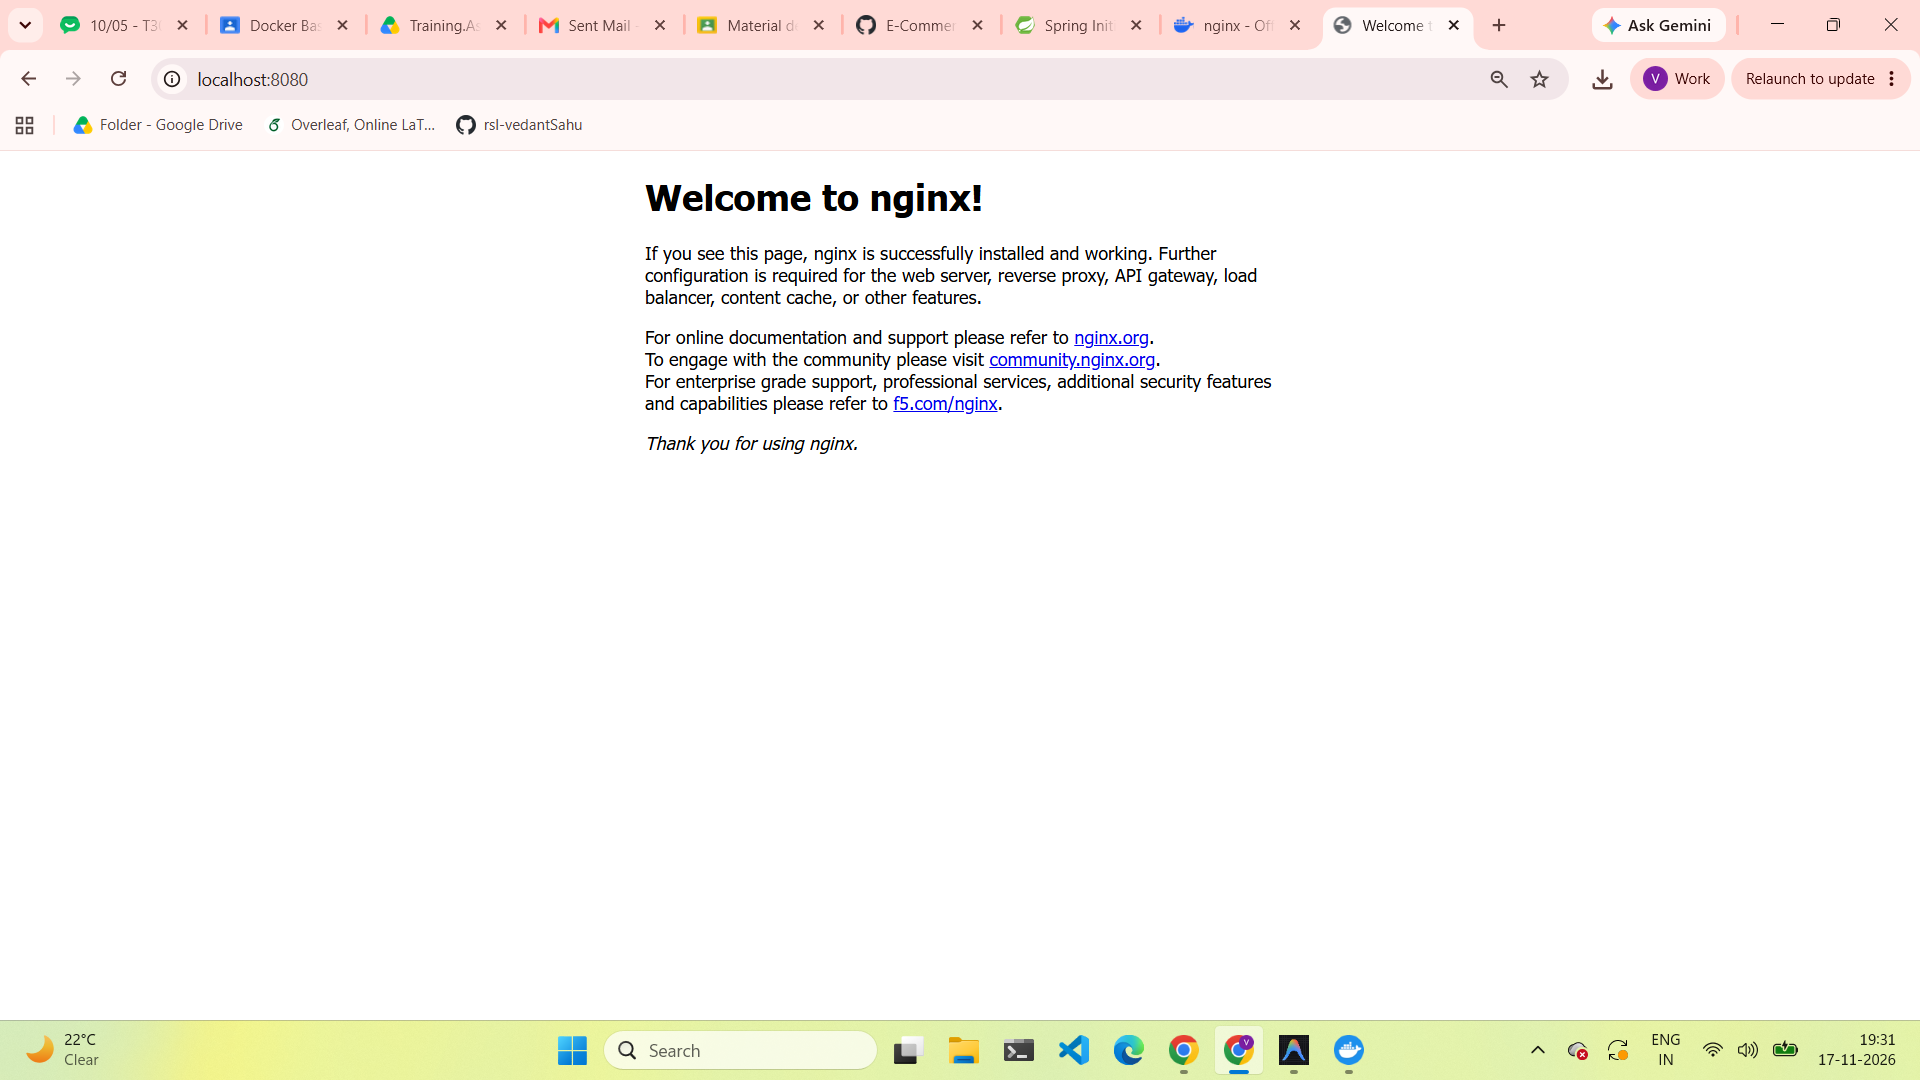 10/05 - T30
Docker Bas
Training.As
Sent Mail -
Material de
E-Commer
Spring Init
nginx - Off
Welcome t
Ask Gemini
localhost:8080
V
Work
Relaunch to update
Folder - Google Drive
Overleaf, Online LaT...
rsl-vedantSahu
Welcome to nginx!
If you see this page, nginx is successfully installed and working. Further
configuration is required for the web server, reverse proxy, API gateway, load
balancer, content cache, or other features.
For online documentation and support please refer to nginx.org.
To engage with the community please visit community.nginx.org.
For enterprise grade support, professional services, additional security features
and capabilities please refer to f5.com/nginx.
Thank you for using nginx.
22°C
Clear
Search
V
ENG
IN
19:31
17-11-2026